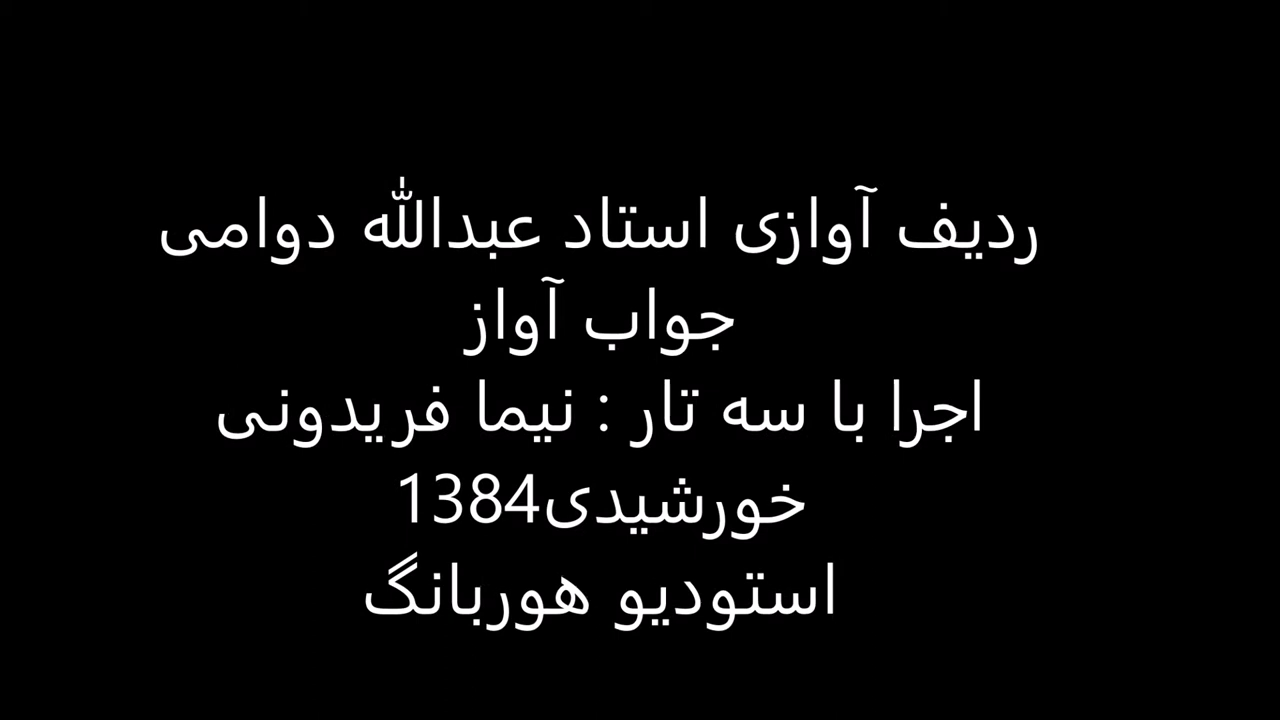 ردیف آوازی استاد عبدالله دوامی
جواب آواز
اجرا با سه تار : نیما فریدونی
خورشیدی1384
استودیو هوربانگ